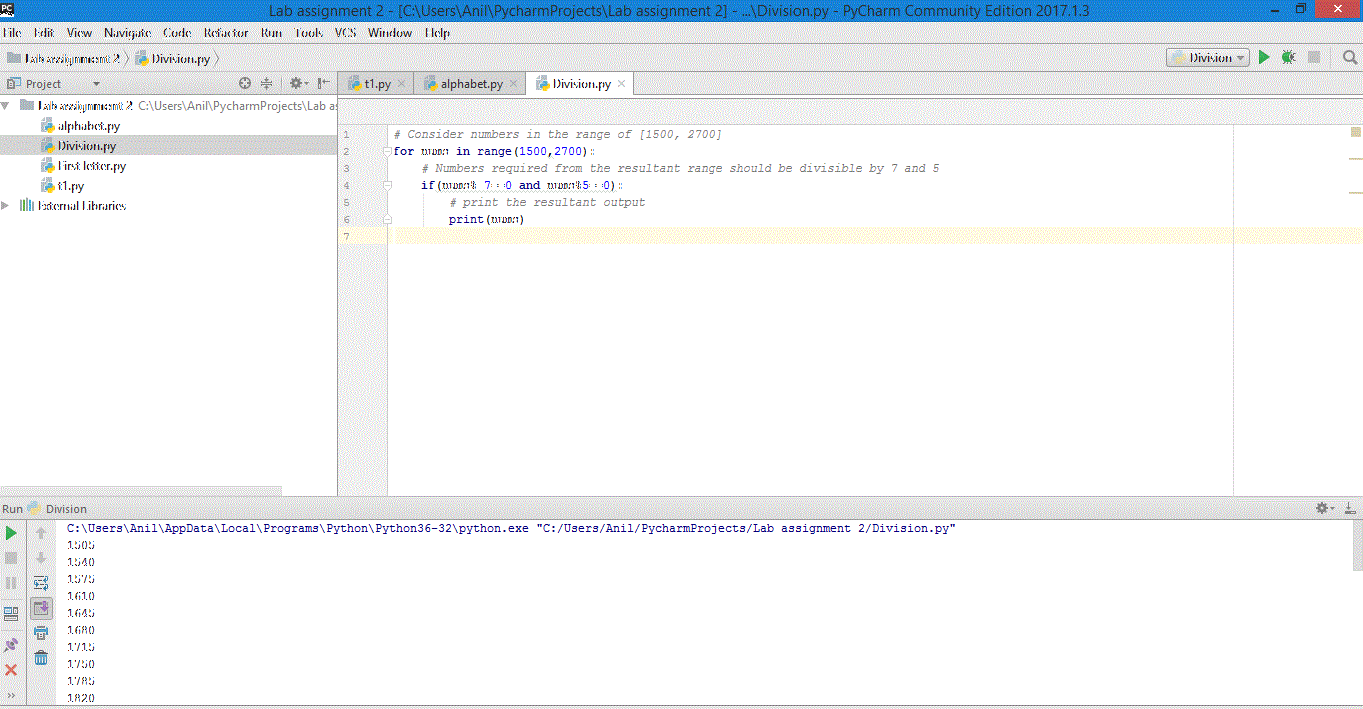 PC Lab assignment 2 - [C:\Users\Anil\PycharmProjects\Lab assignment 2] - ...\Division.py - PyCharm Community Edition 2017.1.3
File Edit View Navigate Code Refactor Run Tools VCS Window Help
Lab assignment 2 Division.py Division
Project t1.py alphabet.py Division.py
Lab assignment 2 C:\Users\Anil\PycharmProjects\Lab as
alphabet.py
Division.py
First letter.py
t1.py
External Libraries
1 # Consider numbers in the range of [1500, 2700]
2 for in range(1500,2700):
3 # Numbers required from the resultant range should be divisible by 7 and 5
4 if( % 7==0 and %5==0):
5 # print the resultant output
6 print( )
7
Run Division
C:\Users\Anil\AppData\Local\Programs\Python\Python36-32\python.exe "C:/Users/Anil/PycharmProjects/Lab assignment 2/Division.py"
1505
1540
1575
1610
1645
1680
1715
1750
1785
1820